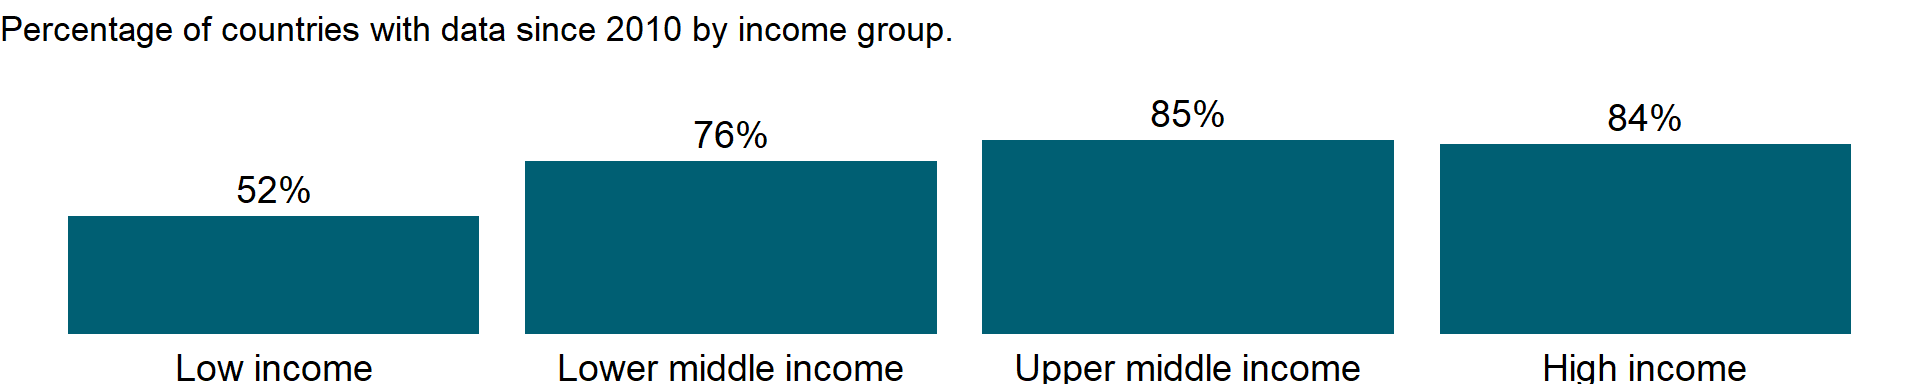 Percentage of countries with data since 2010 by income group.
52%
76%
85%
84%
Low income
Lower middle income
Upper middle income
High income